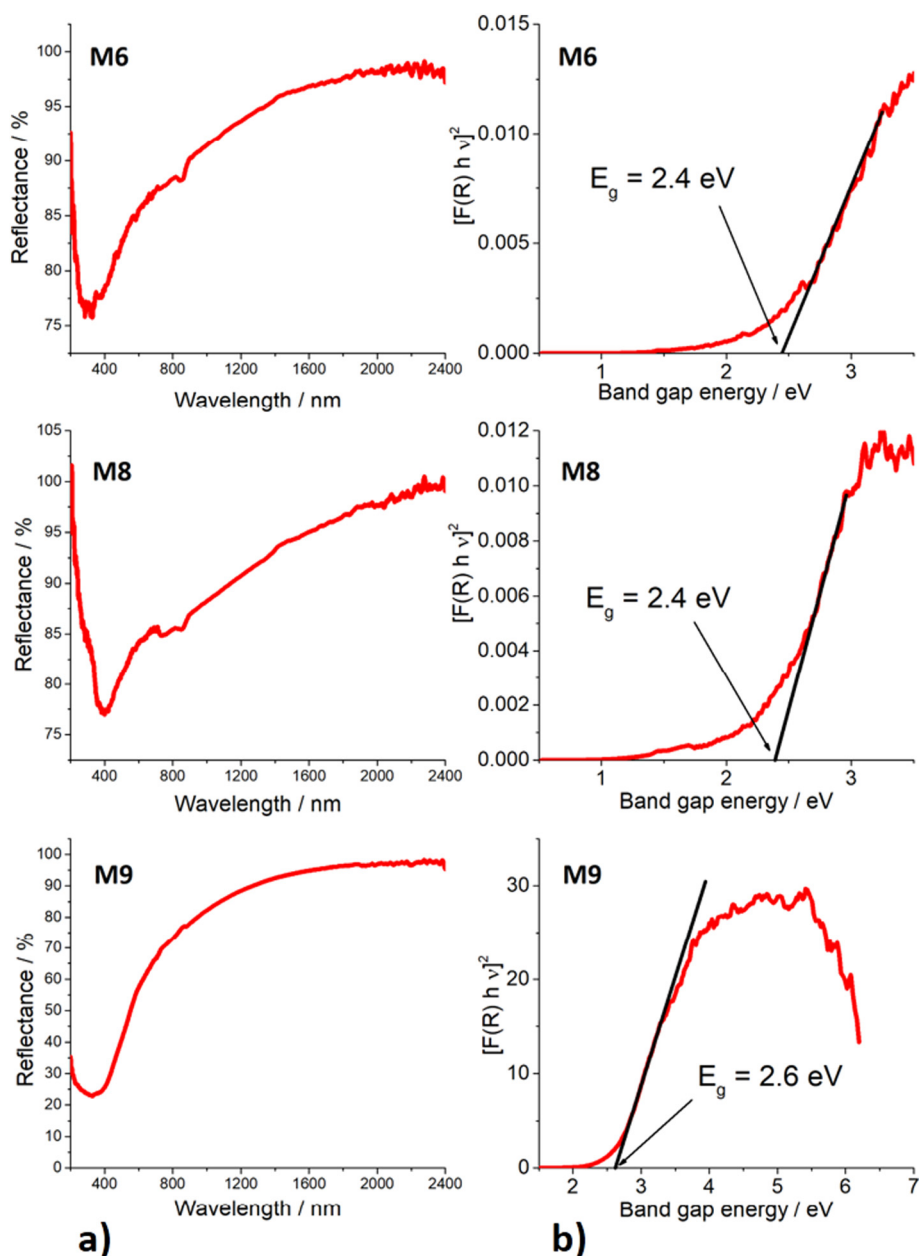 M6
Reflectance / %
100
95
90
85
80
75
400 800 1200 1600 2000 2400
Wavelength / nm
M6
[F(R) h ν]²
0.015
0.010
0.005
0.000
E_g = 2.4 eV
1 2 3
Band gap energy / eV
M8
Reflectance / %
105
100
95
90
85
80
75
400 800 1200 1600 2000 2400
Wavelength / nm
M8
[F(R) h ν]²
0.012
0.010
0.008
0.006
0.004
0.002
0.000
E_g = 2.4 eV
1 2 3
Band gap energy / eV
M9
Reflectance / %
100
90
80
70
60
50
40
30
20
10
0
400 800 1200 1600 2000 2400
Wavelength / nm
M9
[F(R) h ν]²
30
20
10
0
E_g = 2.6 eV
2 3 4 5 6 7
Band gap energy / eV
a) b)